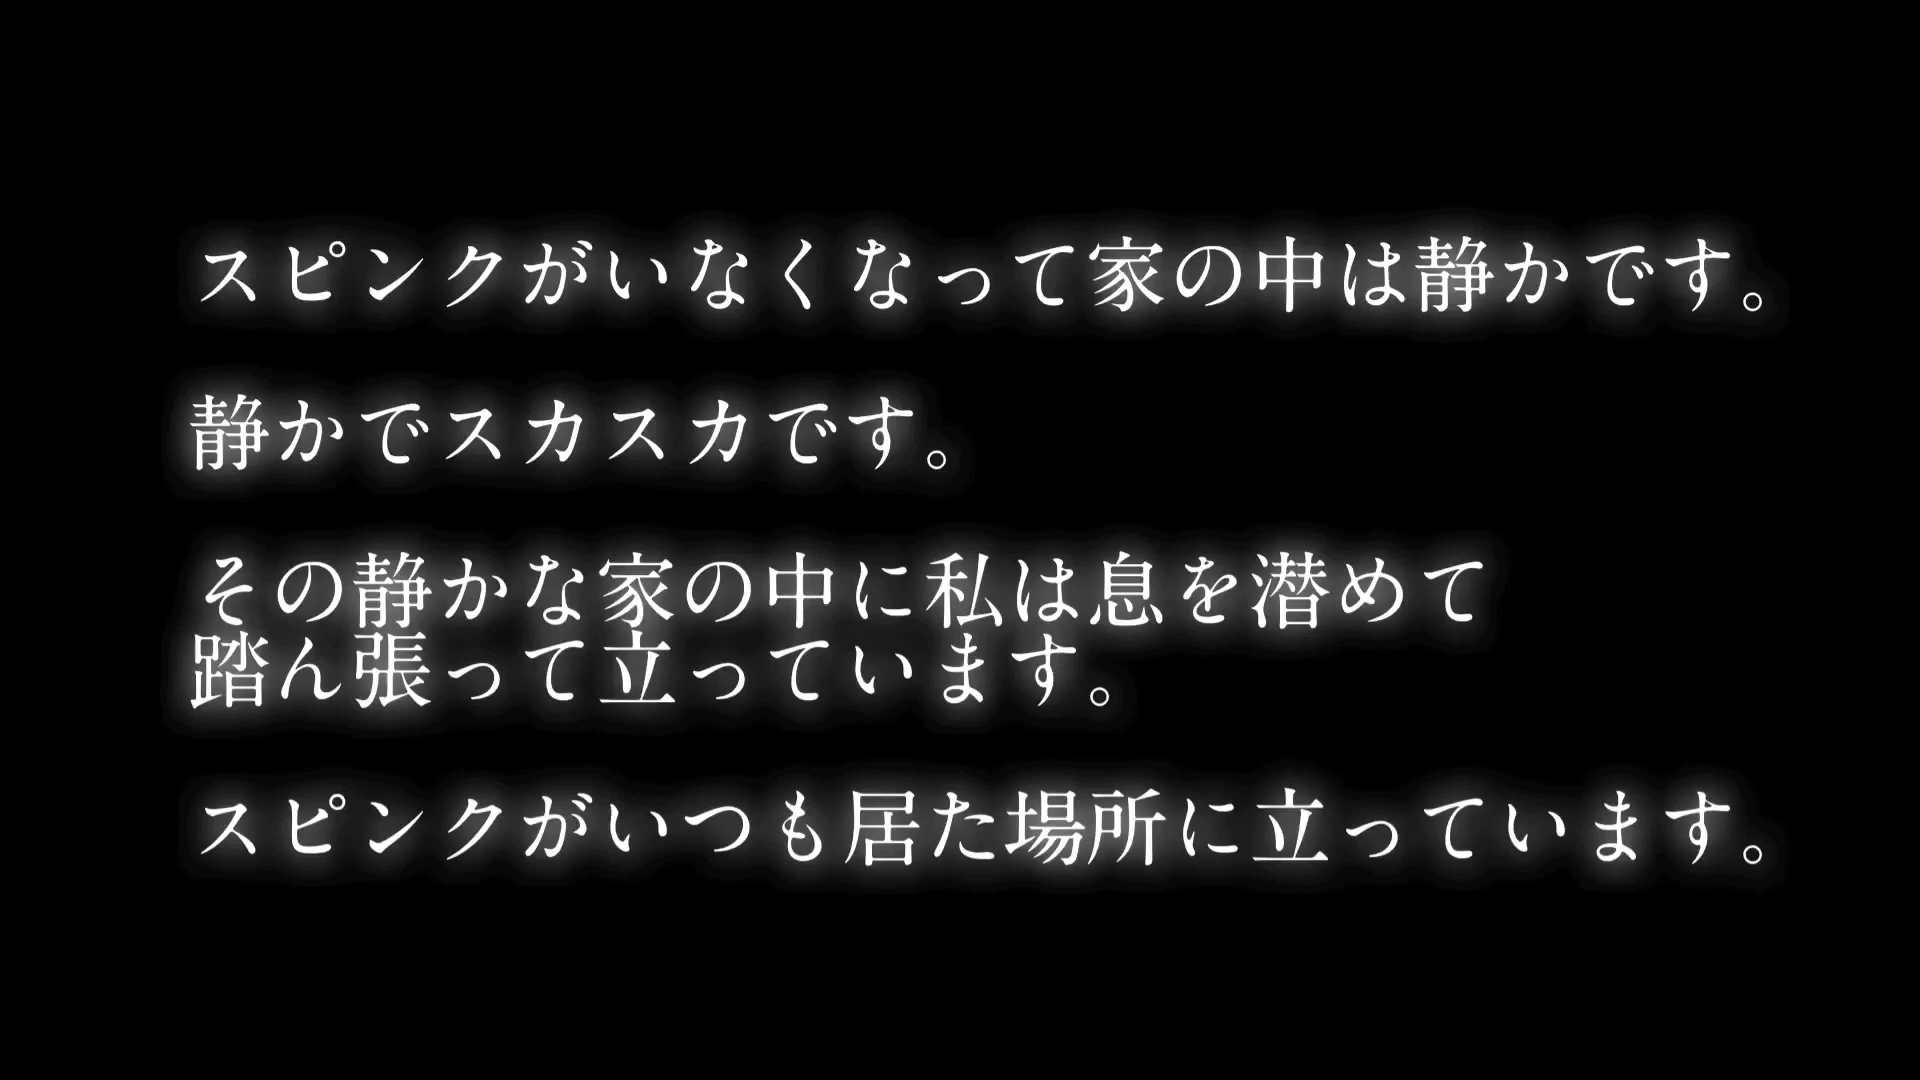 スピンクがいなくなって家の中は静かです。
静かでスカスカです。
その静かな家の中に私は息を潜めて
踏ん張って立っています。
スピンクがいつも居た場所に立っています。